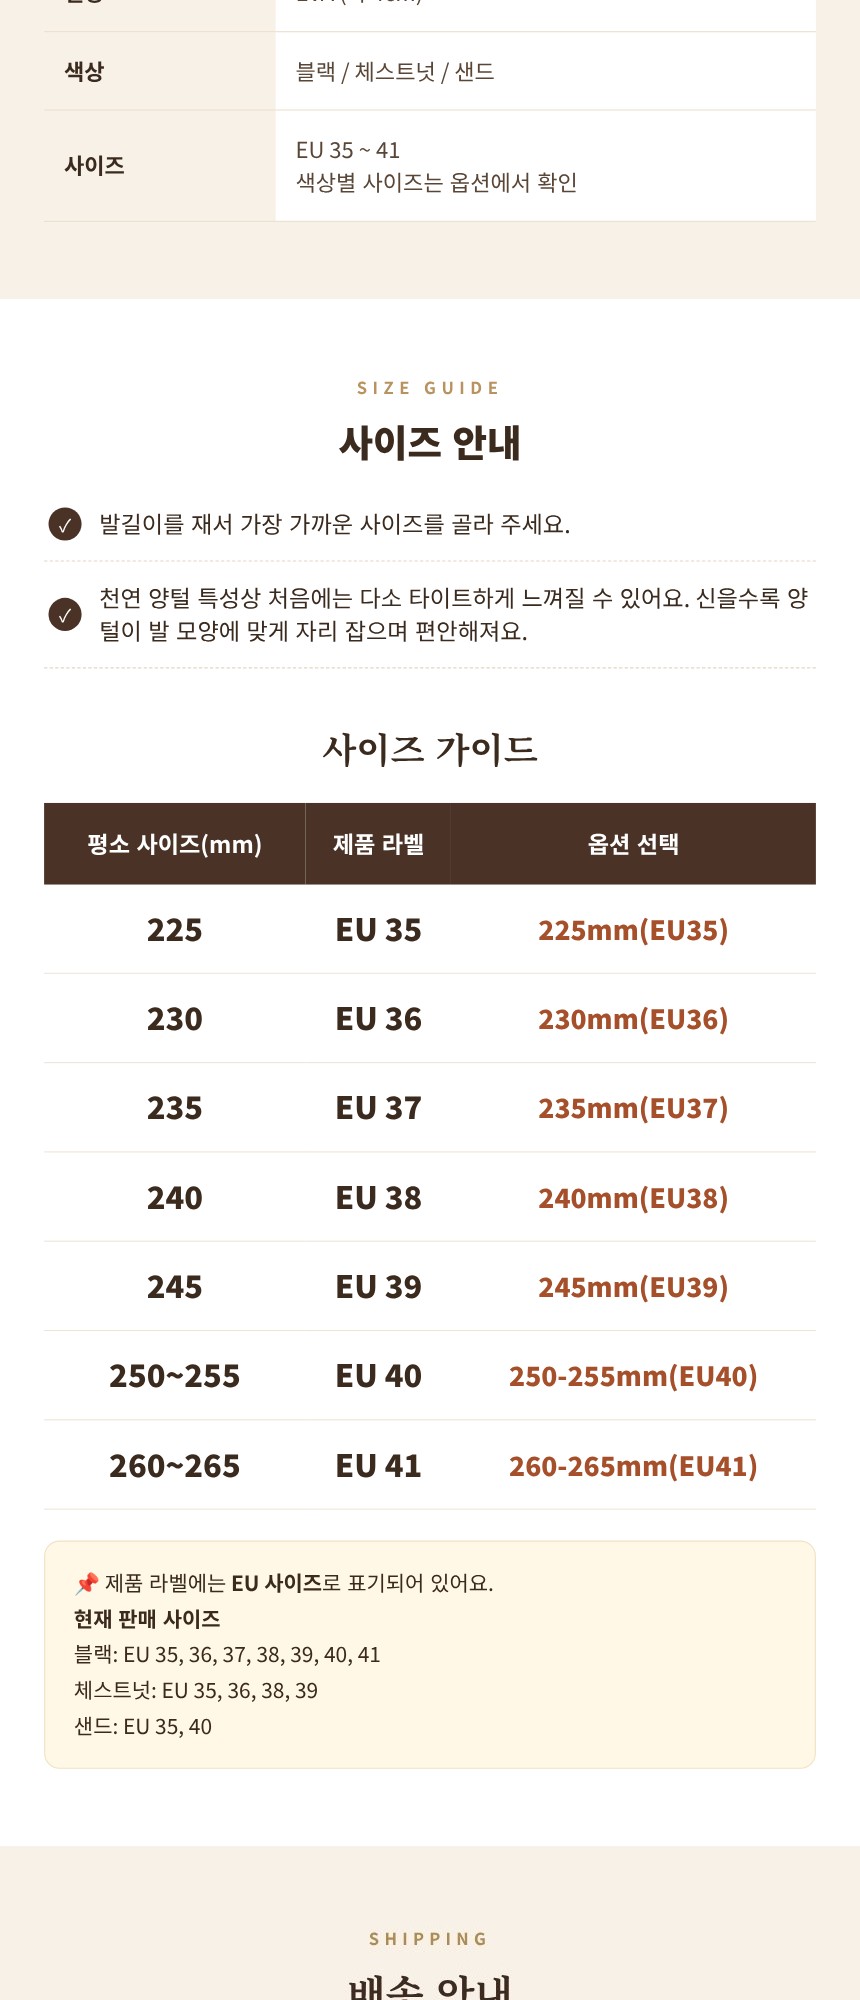 색상
블랙 / 체스트넛 / 샌드
사이즈
EU 35 ~ 41
색상별 사이즈는 옵션에서 확인
SIZE GUIDE
사이즈 안내
✓ 발길이를 재서 가장 가까운 사이즈를 골라 주세요.
✓ 천연 양털 특성상 처음에는 다소 타이트하게 느껴질 수 있어요. 신을수록 양
털이 발 모양에 맞게 자리 잡으며 편안해져요.
사이즈 가이드
평소 사이즈(mm) 제품 라벨 옵션 선택
225 EU 35 225mm(EU35)
230 EU 36 230mm(EU36)
235 EU 37 235mm(EU37)
240 EU 38 240mm(EU38)
245 EU 39 245mm(EU39)
250~255 EU 40 250-255mm(EU40)
260~265 EU 41 260-265mm(EU41)
📌 제품 라벨에는 EU 사이즈로 표기되어 있어요.
현재 판매 사이즈
블랙: EU 35, 36, 37, 38, 39, 40, 41
체스트넛: EU 35, 36, 38, 39
샌드: EU 35, 40
SHIPPING
배송 안내